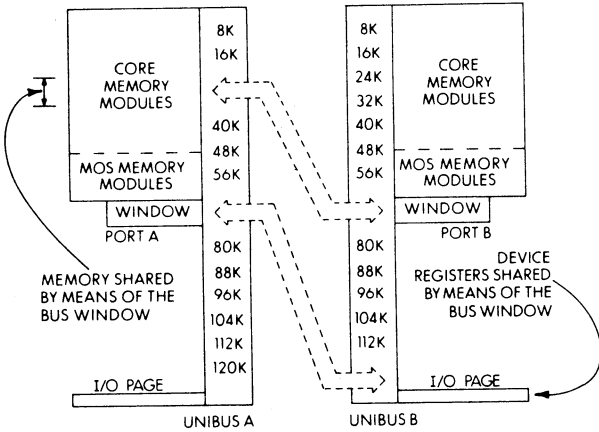 8K
16K
CORE
MEMORY
MODULES
40K
48K
MOS MEMORY
MODULES
56K
WINDOW
PORT A
80K
88K
96K
104K
112K
120K
MEMORY SHARED
BY MEANS OF THE
BUS WINDOW
I/O PAGE
UNIBUS A
8K
16K
24K
32K
40K
48K
56K
CORE
MEMORY
MODULES
MOS MEMORY
MODULES
WINDOW
PORT B
80K
88K
96K
104K
112K
DEVICE
REGISTERS SHARED
BY MEANS OF THE
BUS WINDOW
I/O PAGE
UNIBUS B